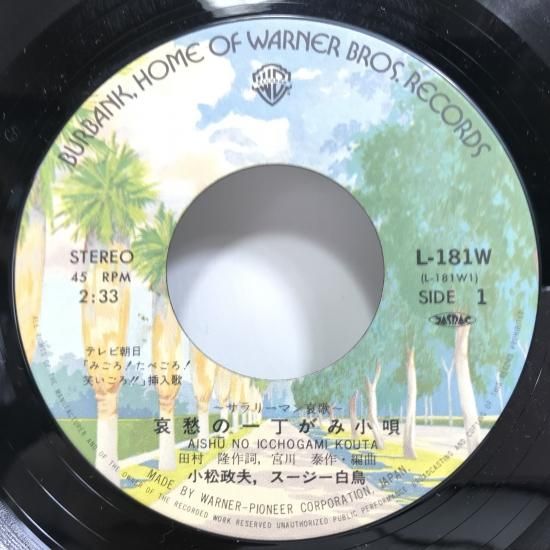 BURBANK, HOME OF WARNER BROS. RECORDS
STEREO
45 RPM
2:33
L-181W
(L-181W1)
SIDE 1
JASRAC
テレビ朝日
「みごろ!たべごろ!
笑いごろ!!」挿入歌
～サラリーマン哀歌～
哀愁の一丁がみ小唄
AISHŪ NO ICCHOGAMI KOUTA
田村 隆作詞, 宮川 泰作・編曲
小松政夫, スージー白鳥
MADE BY WARNER-PIONEER CORPORATION, JAPAN.